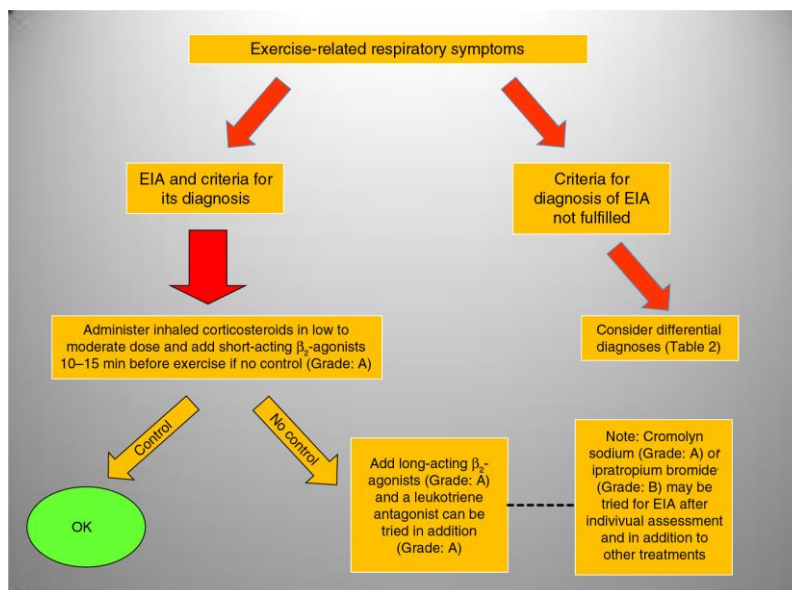 Exercise-related respiratory symptoms
EIA and criteria for
its diagnosis
Criteria for
diagnosis of EIA
not fulfilled
Administer inhaled corticosteroids in low to
moderate dose and add short-acting β₂-agonists
10–15 min before exercise if no control (Grade: A)
Consider differential
diagnoses (Table 2)
Control
No control
OK
Add long-acting β₂-
agonists (Grade: A)
and a leukotriene
antagonist can be
tried in addition
(Grade: A)
Note: Cromolyn
sodium (Grade: A) or
ipratropium bromide
(Grade: B) may be
tried for EIA after
indivivual assessment
and in addition to
other treatments